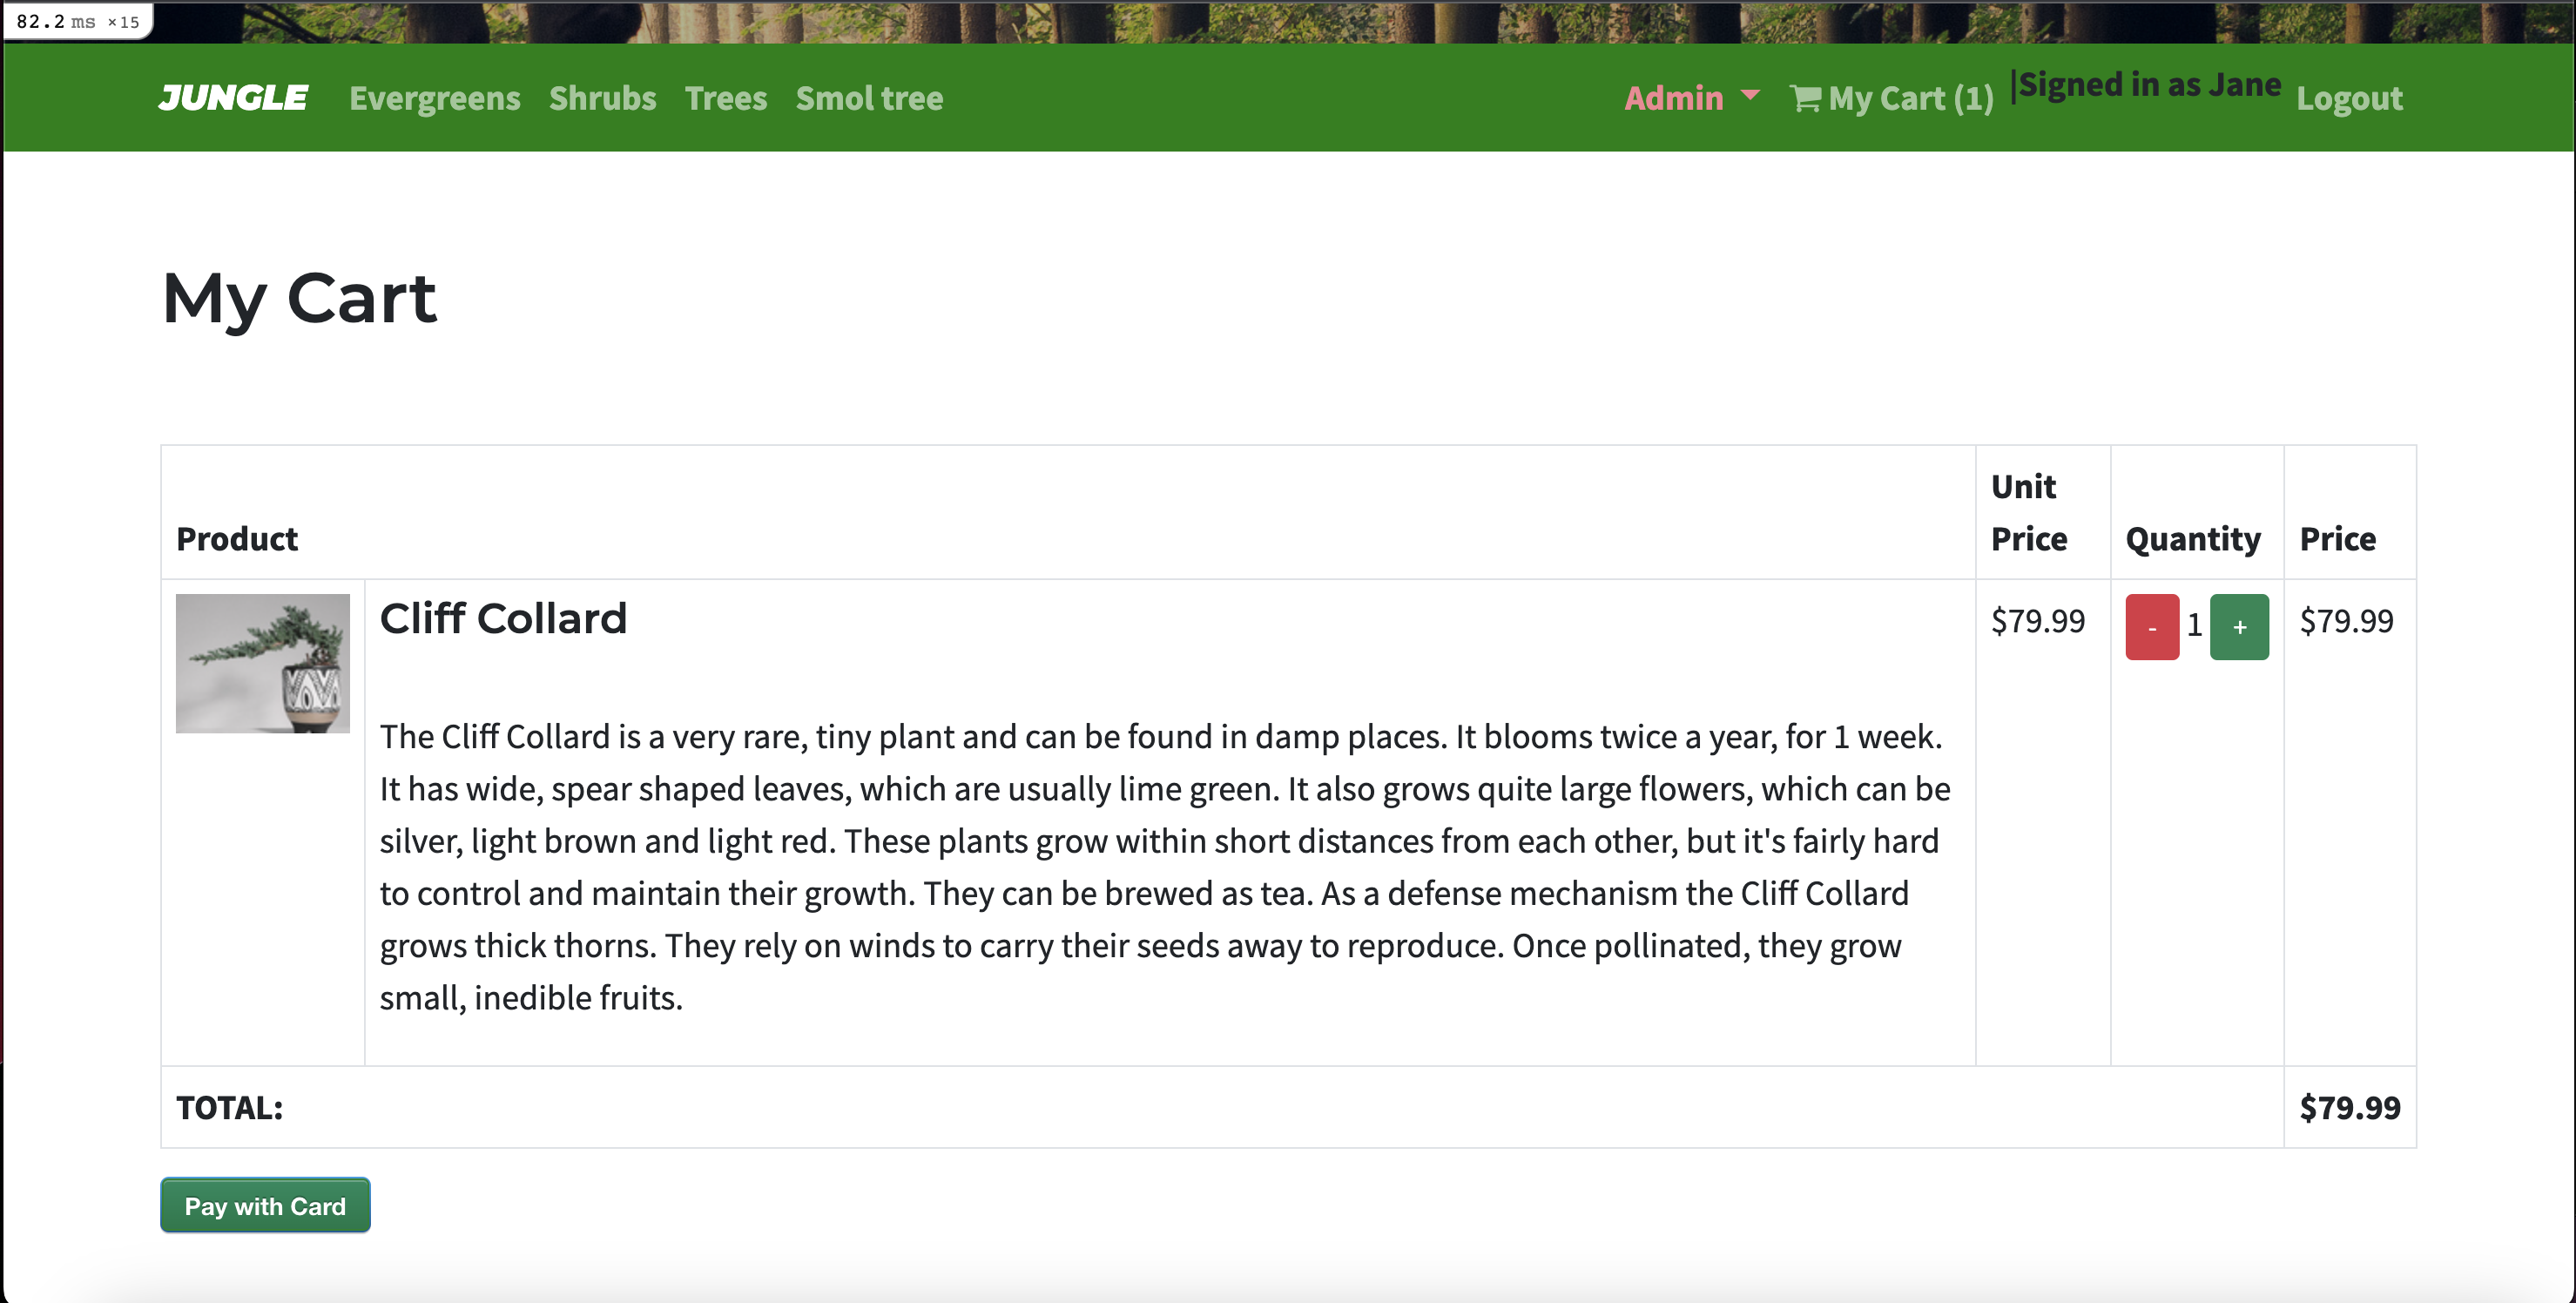 82.2 ms ×15
JUNGLE Evergreens Shrubs Trees Smol tree Admin My Cart (1) |Signed in as Jane Logout
My Cart
Product Unit Price Quantity Price
Cliff Collard $79.99 - 1 + $79.99
The Cliff Collard is a very rare, tiny plant and can be found in damp places. It blooms twice a year, for 1 week.
It has wide, spear shaped leaves, which are usually lime green. It also grows quite large flowers, which can be
silver, light brown and light red. These plants grow within short distances from each other, but it's fairly hard
to control and maintain their growth. They can be brewed as tea. As a defense mechanism the Cliff Collard
grows thick thorns. They rely on winds to carry their seeds away to reproduce. Once pollinated, they grow
small, inedible fruits.
TOTAL: $79.99
Pay with Card